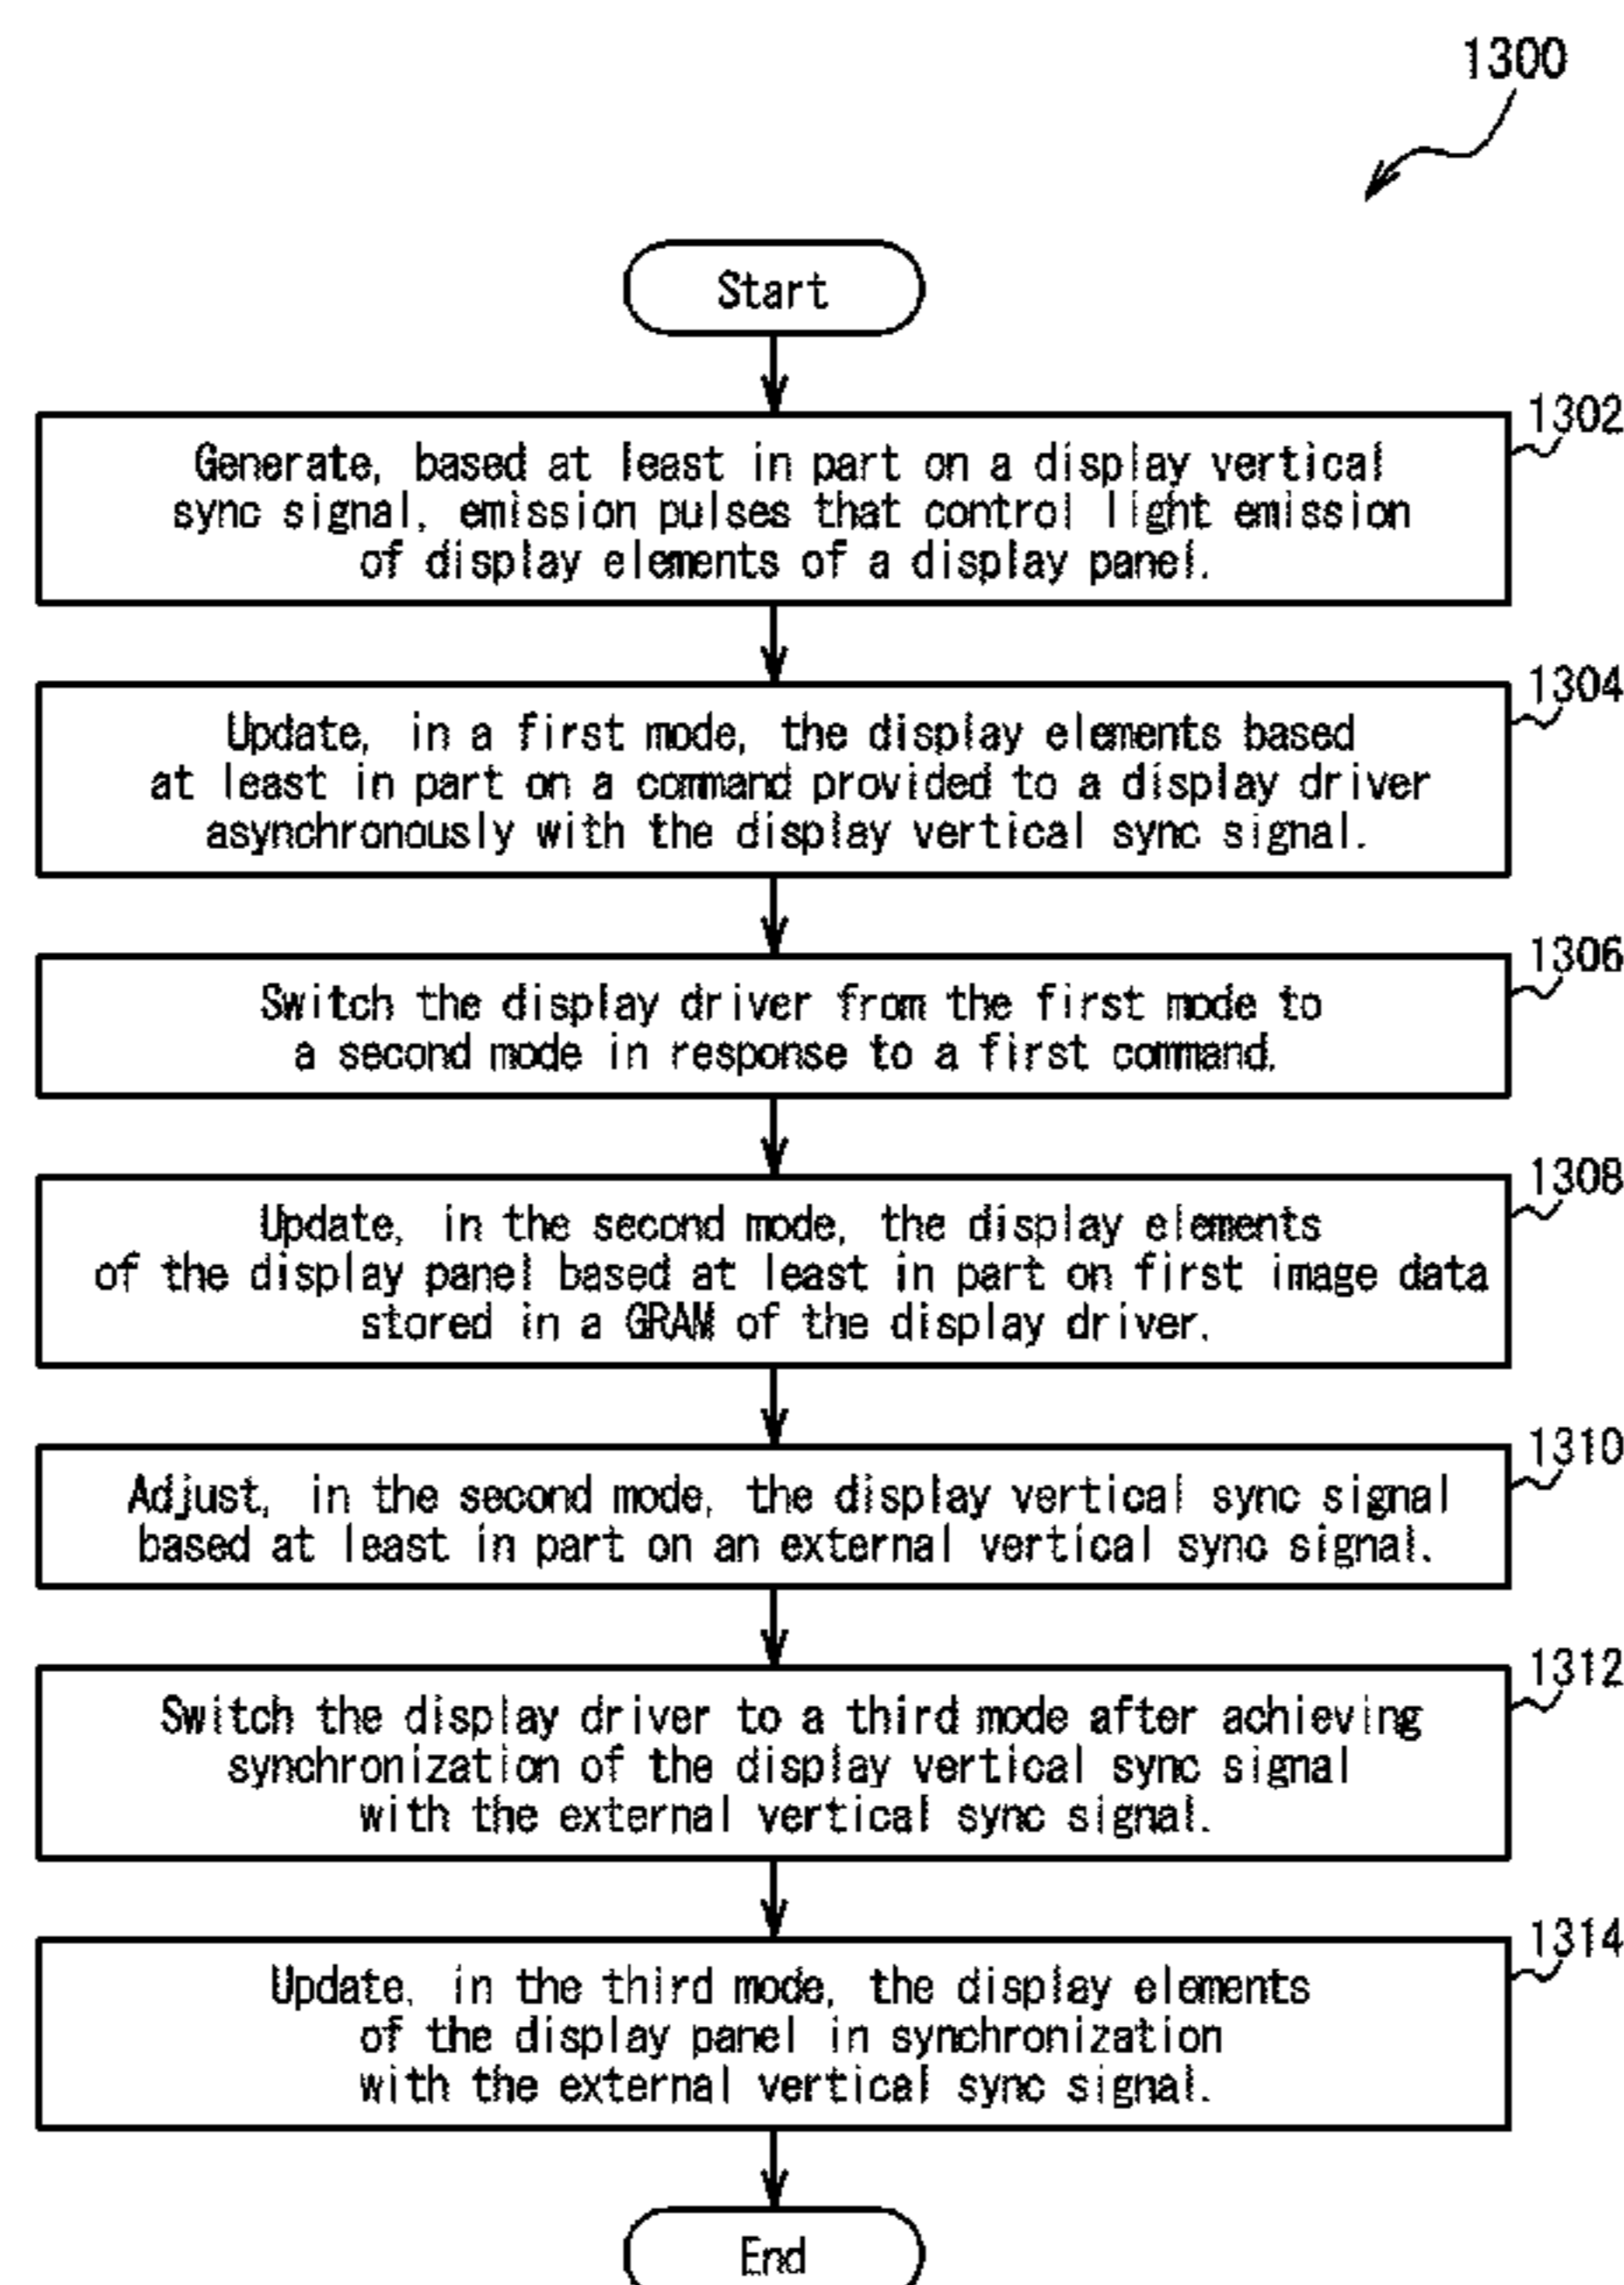 1300
Start
1302
Generate, based at least in part on a display vertical
sync signal, emission pulses that control light emission
of display elements of a display panel.
1304
Update, in a first mode, the display elements based
at least in part on a command provided to a display driver
asynchronously with the display vertical sync signal.
1306
Switch the display driver from the first mode to
a second mode in response to a first command.
1308
Update, in the second mode, the display elements
of the display panel based at least in part on first image data
stored in a GRAM of the display driver.
1310
Adjust, in the second mode, the display vertical sync signal
based at least in part on an external vertical sync signal.
1312
Switch the display driver to a third mode after achieving
synchronization of the display vertical sync signal
with the external vertical sync signal.
1314
Update, in the third mode, the display elements
of the display panel in synchronization
with the external vertical sync signal.
End